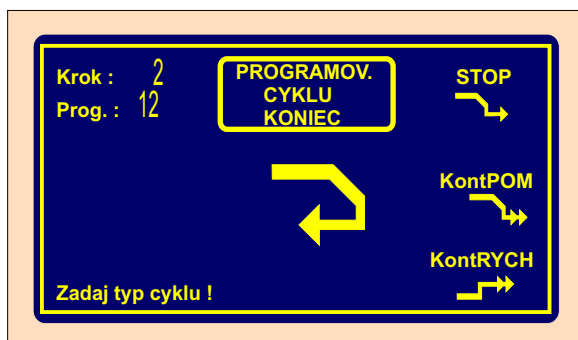 Krok : 2
Prog. : 12
PROGRAMOV.
CYKLU
KONIEC
STOP
KontPOM
KontRYCH
Zadaj typ cyklu !